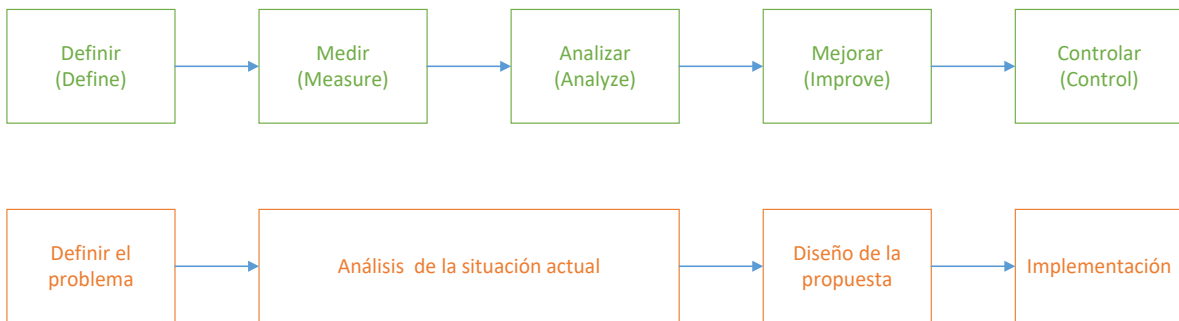 Definir
(Define)
Medir
(Measure)
Analizar
(Analyze)
Mejorar
(Improve)
Controlar
(Control)
Definir el
problema
Análisis  de la situación actual
Diseño de la
propuesta
Implementación